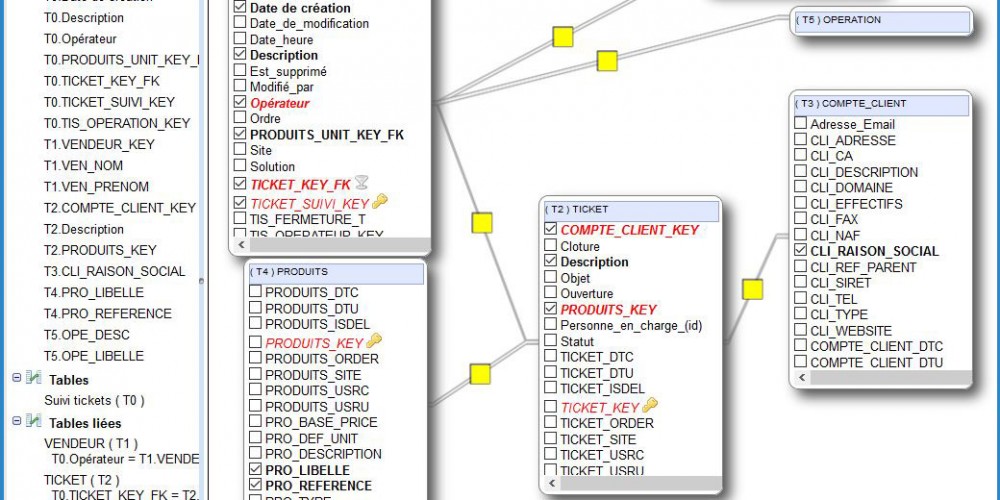 T0.Description
T0.Opérateur
T0.PRODUITS_UNIT_KEY_
T0.TICKET_KEY_FK
T0.TICKET_SUIVI_KEY
T0.TIS_OPERATION_KEY
T1.VENDEUR_KEY
T1.VEN_NOM
T1.VEN_PRENOM
T2.COMPTE_CLIENT_KEY
T2.Description
T2.PRODUITS_KEY
T3.CLI_RAISON_SOCIAL
T4.PRO_LIBELLE
T4.PRO_REFERENCE
T5.OPE_DESC
T5.OPE_LIBELLE
Tables
Suivi tickets ( T0 )
Tables liées
VENDEUR ( T1 )
T0.Opérateur = T1.VENDE
TICKET ( T2 )
T0.TICKET_KEY_FK = T2.
Date de création
Date_de_modification
Date_heure
Description
Est_supprimé
Modifié_par
Opérateur
Ordre
PRODUITS_UNIT_KEY_FK
Site
Solution
TICKET_KEY_FK
TICKET_SUIVI_KEY
TIS_FERMETURE_T
TIS_OPERATEUR_KEY
( T4 ) PRODUITS
PRODUITS_DTC
PRODUITS_DTU
PRODUITS_ISDEL
PRODUITS_KEY
PRODUITS_ORDER
PRODUITS_SITE
PRODUITS_USRC
PRODUITS_USRU
PRO_BASE_PRICE
PRO_DEF_UNIT
PRO_DESCRIPTION
PRO_LIBELLE
PRO_REFERENCE
PRO_TYPE
( T2 ) TICKET
COMPTE_CLIENT_KEY
Cloture
Description
Objet
Ouverture
PRODUITS_KEY
Personne_en_charge_(id)
Statut
TICKET_DTC
TICKET_DTU
TICKET_ISDEL
TICKET_KEY
TICKET_ORDER
TICKET_SITE
TICKET_USRC
TICKET_USRU
( T5 ) OPERATION
( T3 ) COMPTE_CLIENT
Adresse_Email
CLI_ADRESSE
CLI_CA
CLI_DESCRIPTION
CLI_DOMAINE
CLI_EFFECTIFS
CLI_FAX
CLI_NAF
CLI_RAISON_SOCIAL
CLI_REF_PARENT
CLI_SIRET
CLI_TEL
CLI_TYPE
CLI_WEBSITE
COMPTE_CLIENT_DTC
COMPTE_CLIENT_DTU